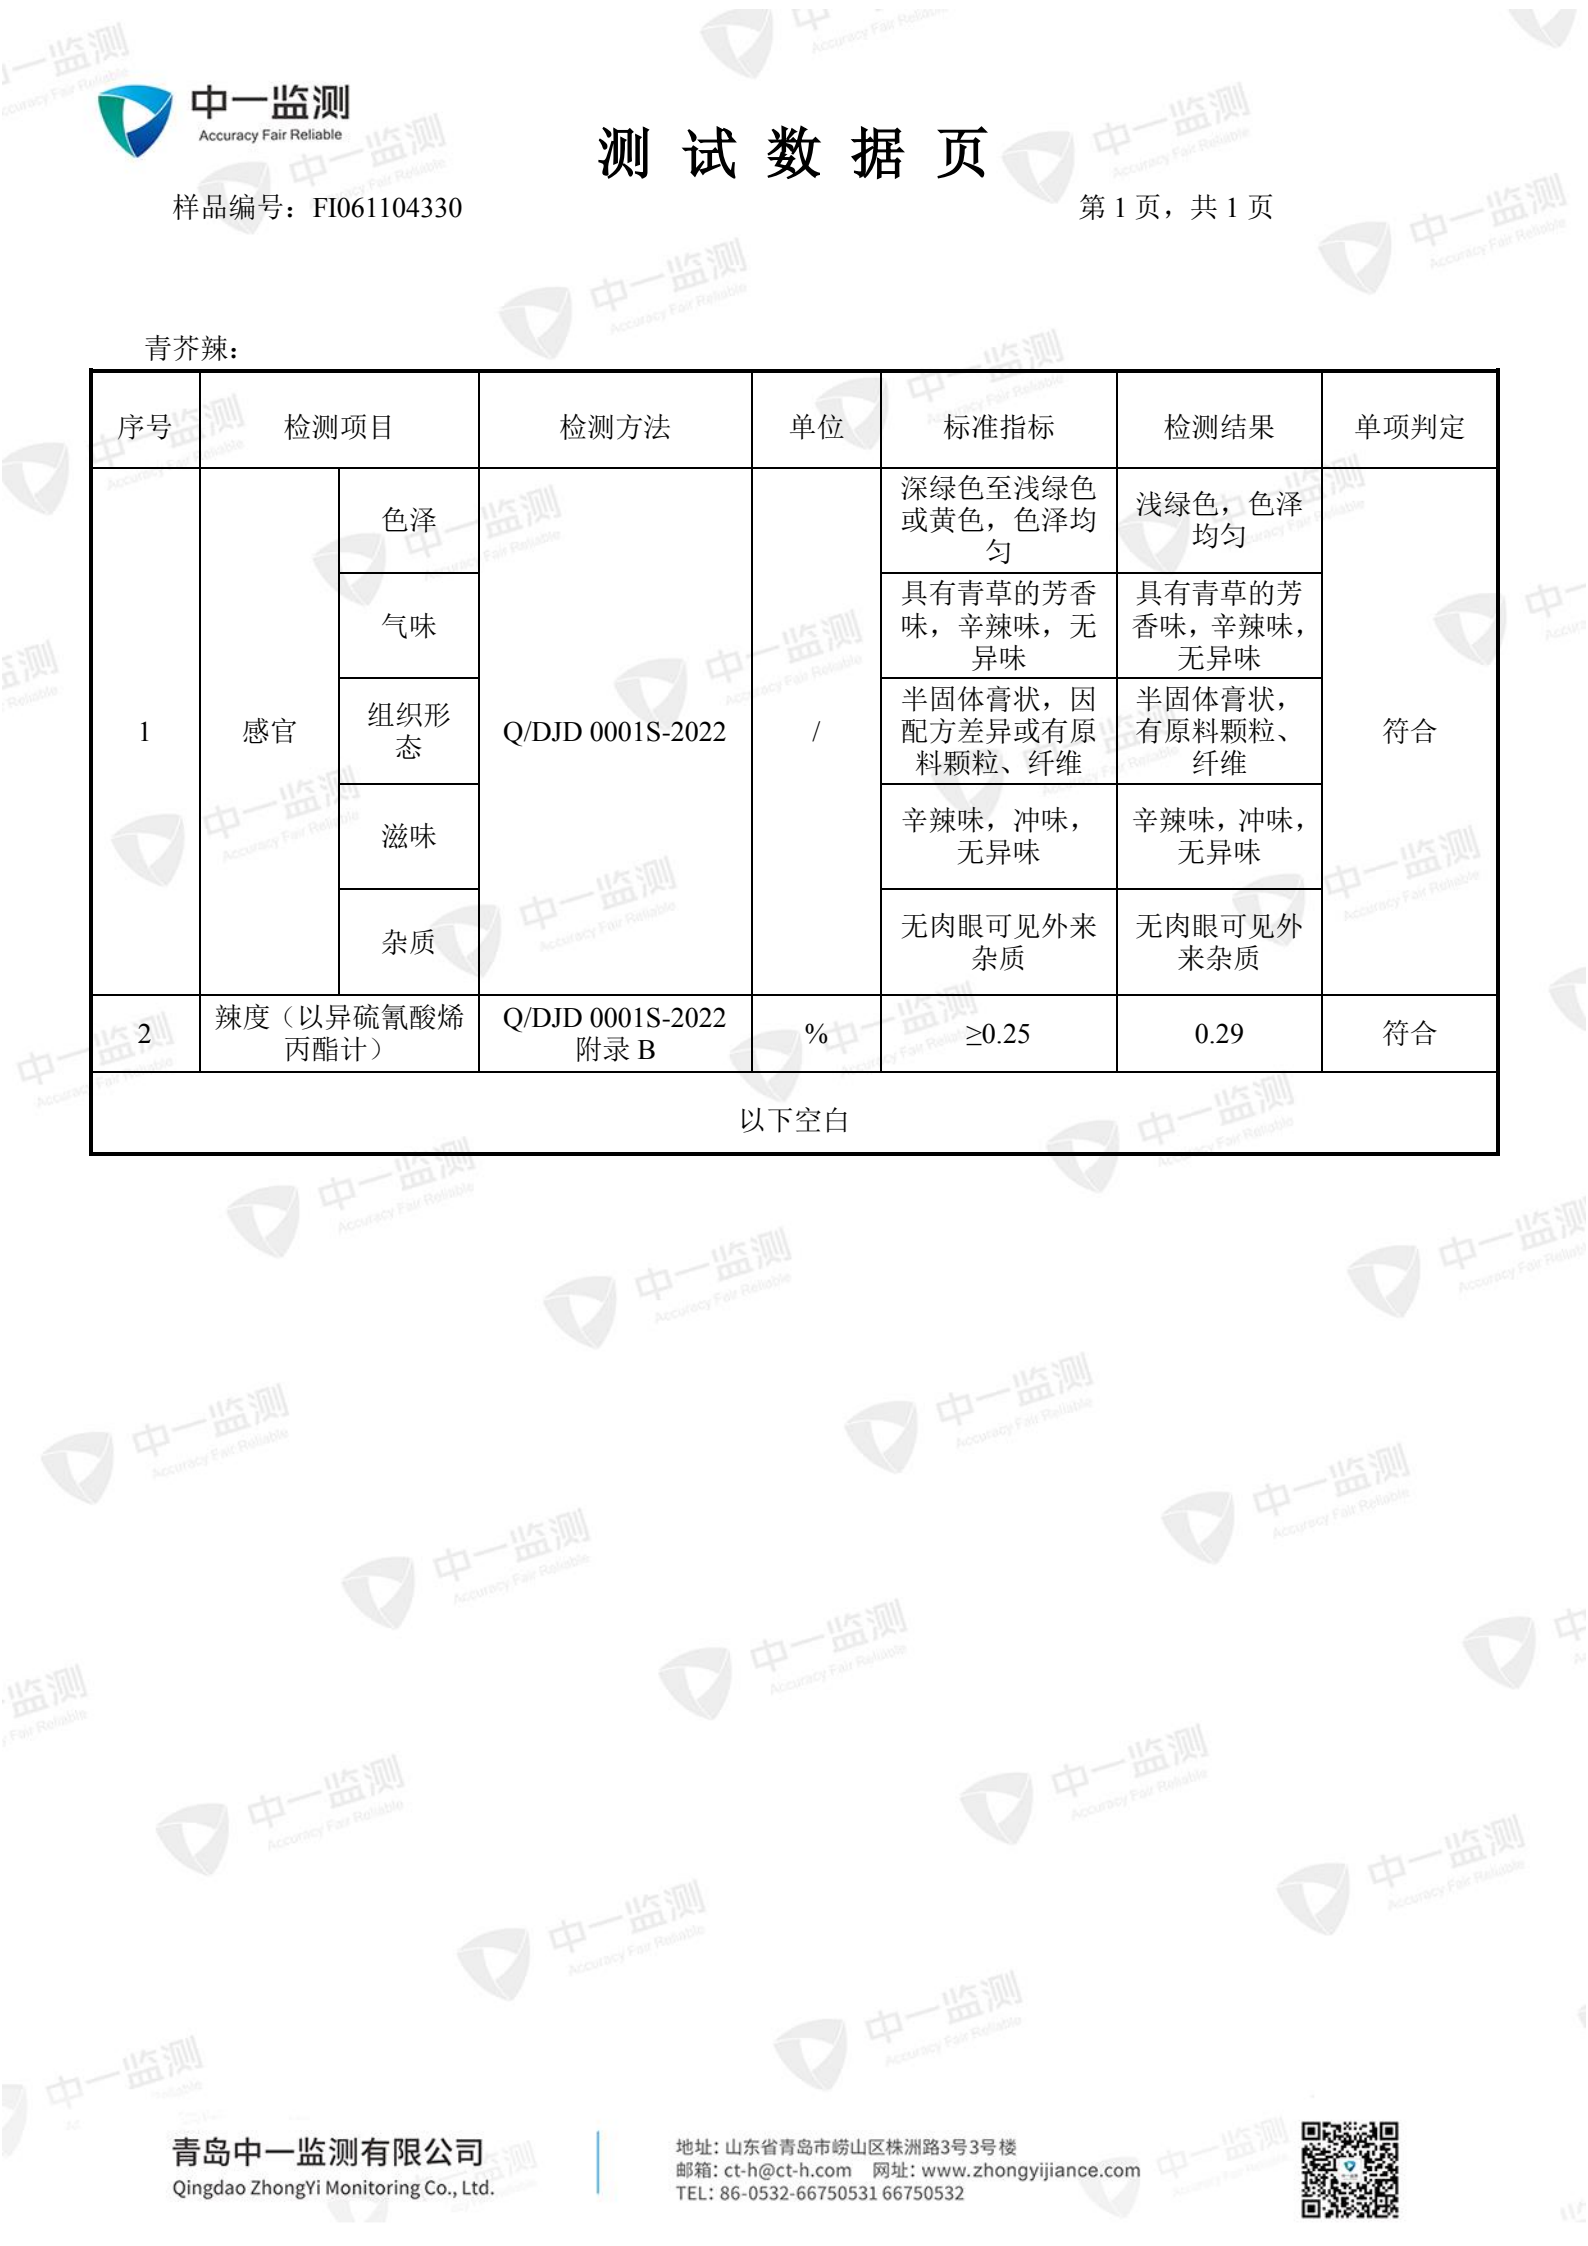 中一监测
Accuracy Fair Reliable
测试数据页
样品编号：FI061104330
第 1 页，共 1 页
青芥辣：
序号 检测项目 检测方法 单位 标准指标 检测结果 单项判定
1
感官
色泽
Q/DJD 0001S-2022
/
深绿色至浅绿色
或黄色，色泽均
匀
浅绿色，色泽
均匀
符合
气味
具有青草的芳香
味，辛辣味，无
异味
具有青草的芳
香味，辛辣味，
无异味
组织形
态
半固体膏状，因
配方差异或有原
料颗粒、纤维
半固体膏状，
有原料颗粒、
纤维
滋味
辛辣味，冲味，
无异味
辛辣味，冲味，
无异味
杂质
无肉眼可见外来
杂质
无肉眼可见外
来杂质
2
辣度（以异硫氰酸烯
丙酯计）
Q/DJD 0001S-2022
附录 B
%
≥0.25
0.29
符合
以下空白
青岛中一监测有限公司
Qingdao ZhongYi Monitoring Co., Ltd.
地址：山东省青岛市崂山区株洲路3号3号楼
邮箱：ct-h@ct-h.com 网址：www.zhongyijiance.com
TEL：86-0532-66750531 66750532